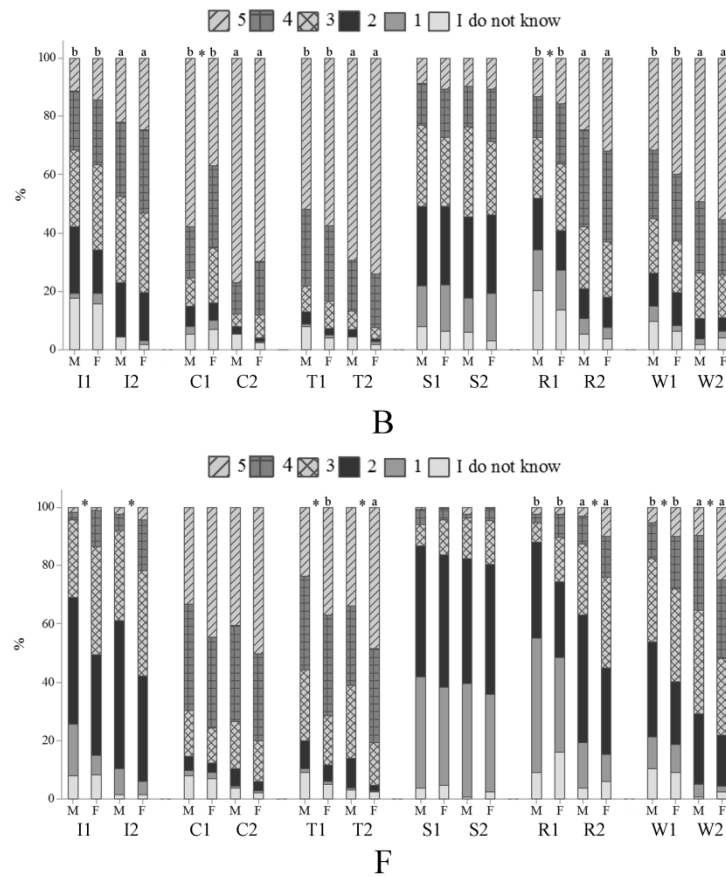 5 4 3 2 1 I do not know
b b a a b * b a a b b a a b * b a a b b a a
100
80
60
40
20
0
%
M F M F M F M F M F M F M F M F M F M F M F M F
I1 I2 C1 C2 T1 T2 S1 S2 R1 R2 W1 W2
B
5 4 3 2 1 I do not know
* * * b * a b b a * a b * b a * a
100
80
60
40
20
0
%
M F M F M F M F M F M F M F M F M F M F M F M F
I1 I2 C1 C2 T1 T2 S1 S2 R1 R2 W1 W2
F